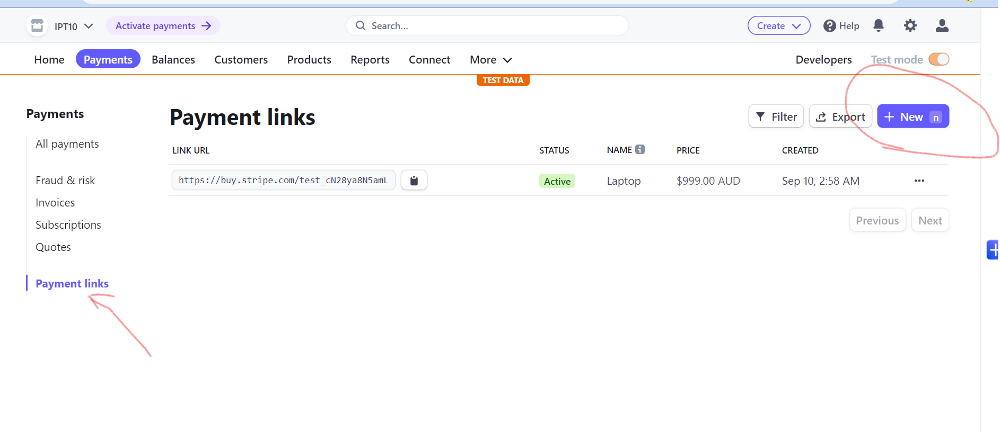 IPT10 Activate payments Search... Create Help
Home Payments Balances Customers Products Reports Connect More Developers Test mode
TEST DATA
Payments
All payments
Fraud & risk
Invoices
Subscriptions
Quotes
Payment links
Payment links
Filter Export New n
LINK URL STATUS NAME PRICE CREATED
https://buy.stripe.com/test_cN28ya8N5amL Active Laptop $999.00 AUD Sep 10, 2:58 AM
Previous Next